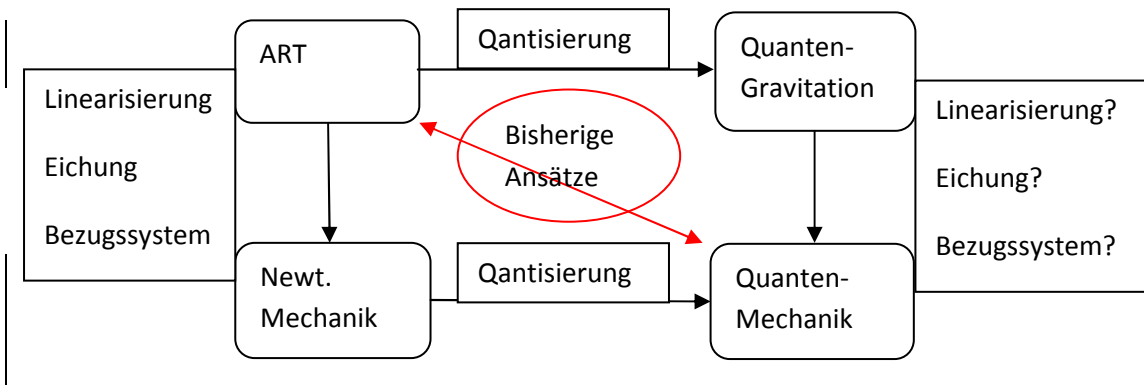 ART
Qantisierung
Quanten-
Gravitation
Linearisierung
Eichung
Bezugssystem
Bisherige
Ansätze
Linearisierung?
Eichung?
Bezugssystem?
Newt.
Mechanik
Qantisierung
Quanten-
Mechanik